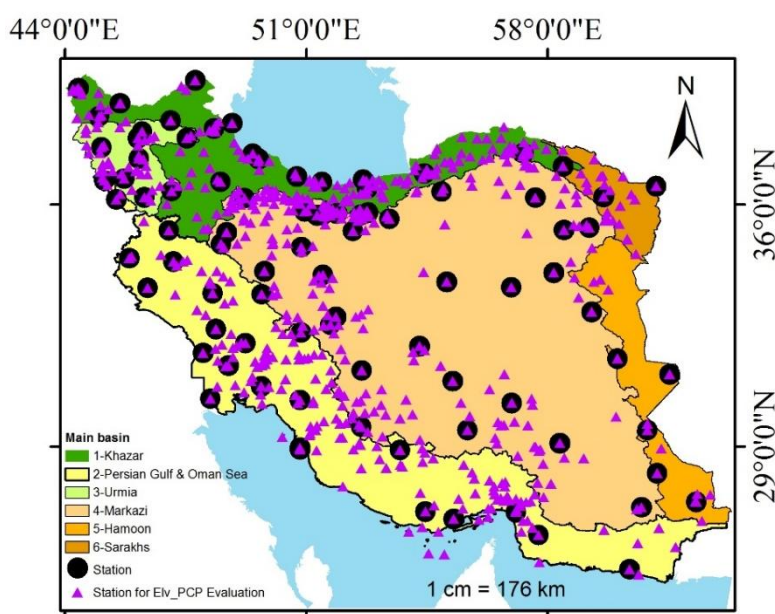 44°0'0"E 51°0'0"E 58°0'0"E
N
36°0'0"N
29°0'0"N
Main basin
1-Khazar
2-Persian Gulf & Oman Sea
3-Urmia
4-Markazi
5-Hamoon
6-Sarakhs
Station
Station for Elv_PCP Evaluation
1 cm = 176 km